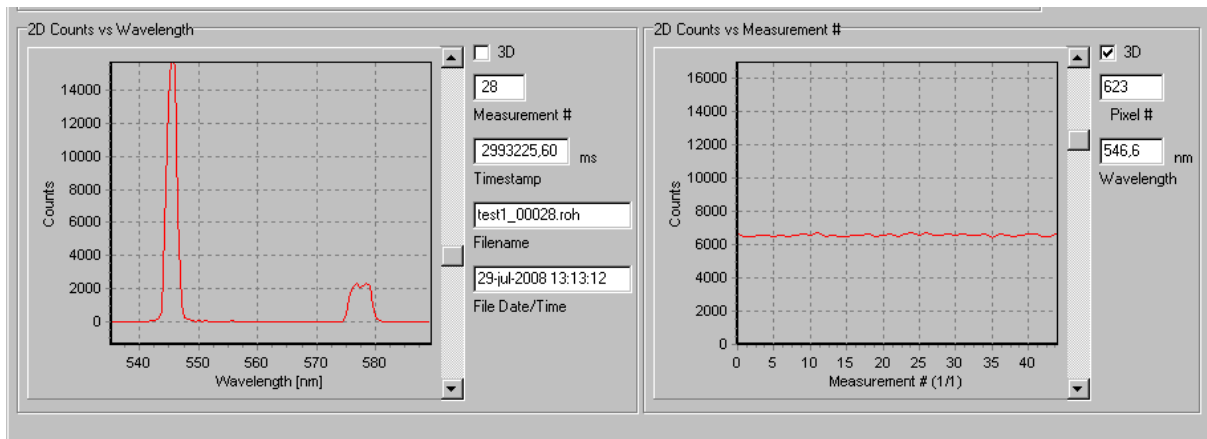 2D Counts vs Wavelength
14000
12000
10000
8000
6000
4000
2000
0
Counts
540 550 560 570 580
Wavelength [nm]
3D
28
Measurement #
2993225,60 ms
Timestamp
test1_00028.roh
Filename
29-jul-2008 13:13:12
File Date/Time
2D Counts vs Measurement #
16000
14000
12000
10000
8000
6000
4000
2000
0
Counts
0 5 10 15 20 25 30 35 40
Measurement # (1/1)
3D
623
Pixel #
546,6 nm
Wavelength